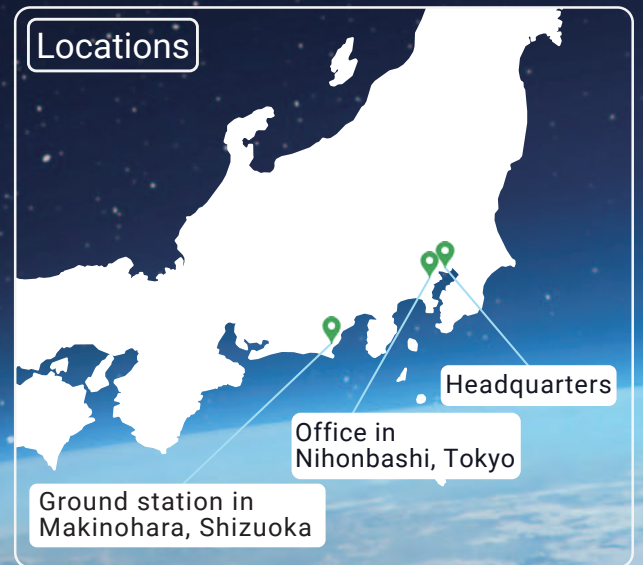 Locations
Headquarters
Office in
Nihonbashi, Tokyo
Ground station in
Makinohara, Shizuoka